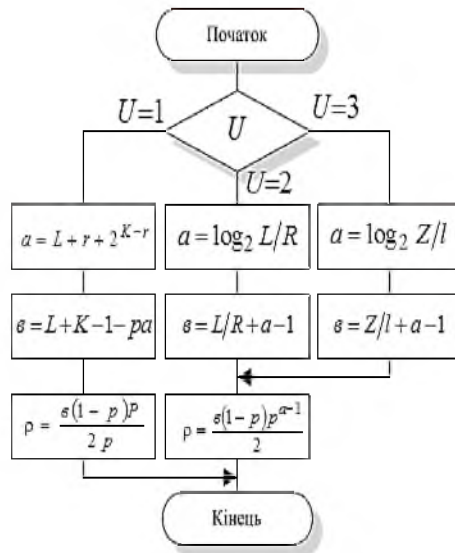 Початок
U=1
U
U=3
U=2
a = L + r + 2^{K-r}
a = log₂ L/R
a = log₂ Z/l
в = L + K − 1 − pa
в = L/R + a − 1
в = Z/l + a − 1
ρ = в(1 − p)p / 2p
ρ = в(1 − p)p^{a−1} / 2
Кінець